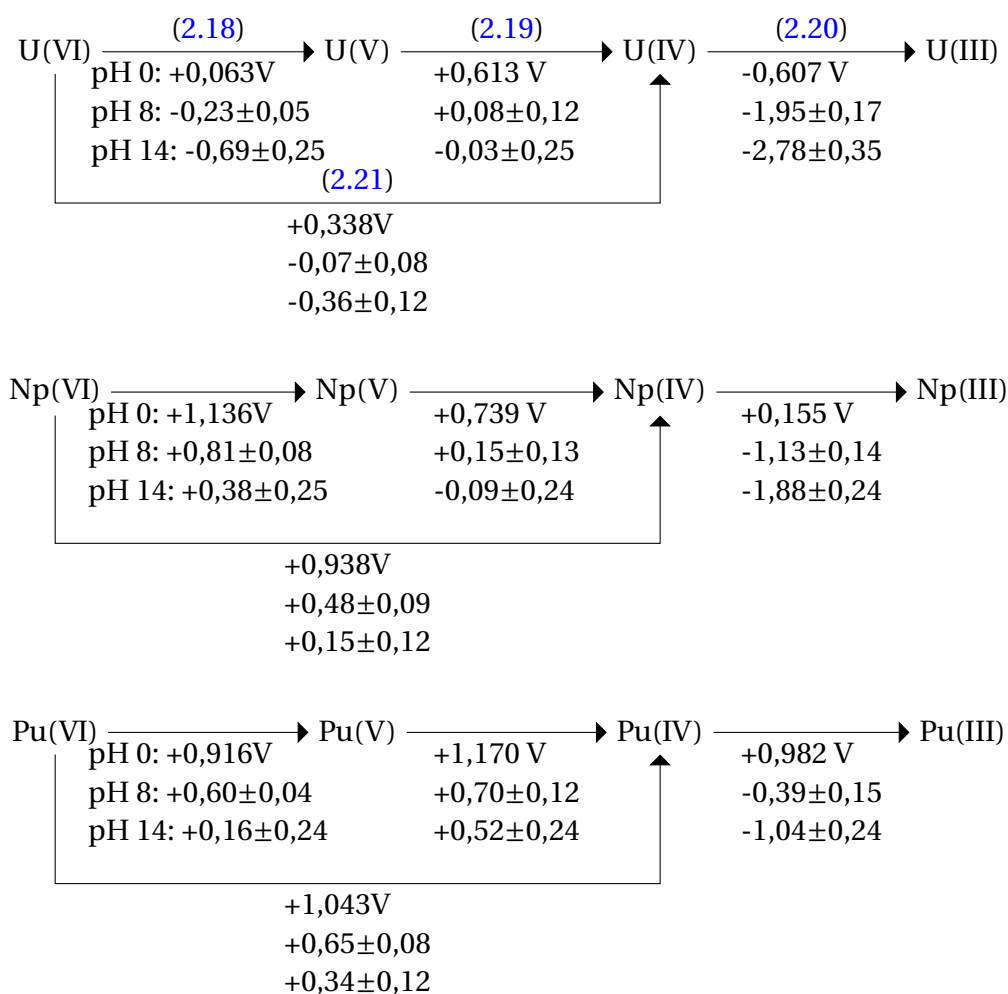 (2.18) (2.19) (2.20)
U(VI) U(V) U(IV) U(III)
pH 0: +0,063V +0,613 V -0,607 V
pH 8: -0,23±0,05 +0,08±0,12 -1,95±0,17
pH 14: -0,69±0,25 -0,03±0,25 -2,78±0,35
(2.21)
+0,338V
-0,07±0,08
-0,36±0,12
Np(VI) Np(V) Np(IV) Np(III)
pH 0: +1,136V +0,739 V +0,155 V
pH 8: +0,81±0,08 +0,15±0,13 -1,13±0,14
pH 14: +0,38±0,25 -0,09±0,24 -1,88±0,24
+0,938V
+0,48±0,09
+0,15±0,12
Pu(VI) Pu(V) Pu(IV) Pu(III)
pH 0: +0,916V +1,170 V +0,982 V
pH 8: +0,60±0,04 +0,70±0,12 -0,39±0,15
pH 14: +0,16±0,24 +0,52±0,24 -1,04±0,24
+1,043V
+0,65±0,08
+0,34±0,12